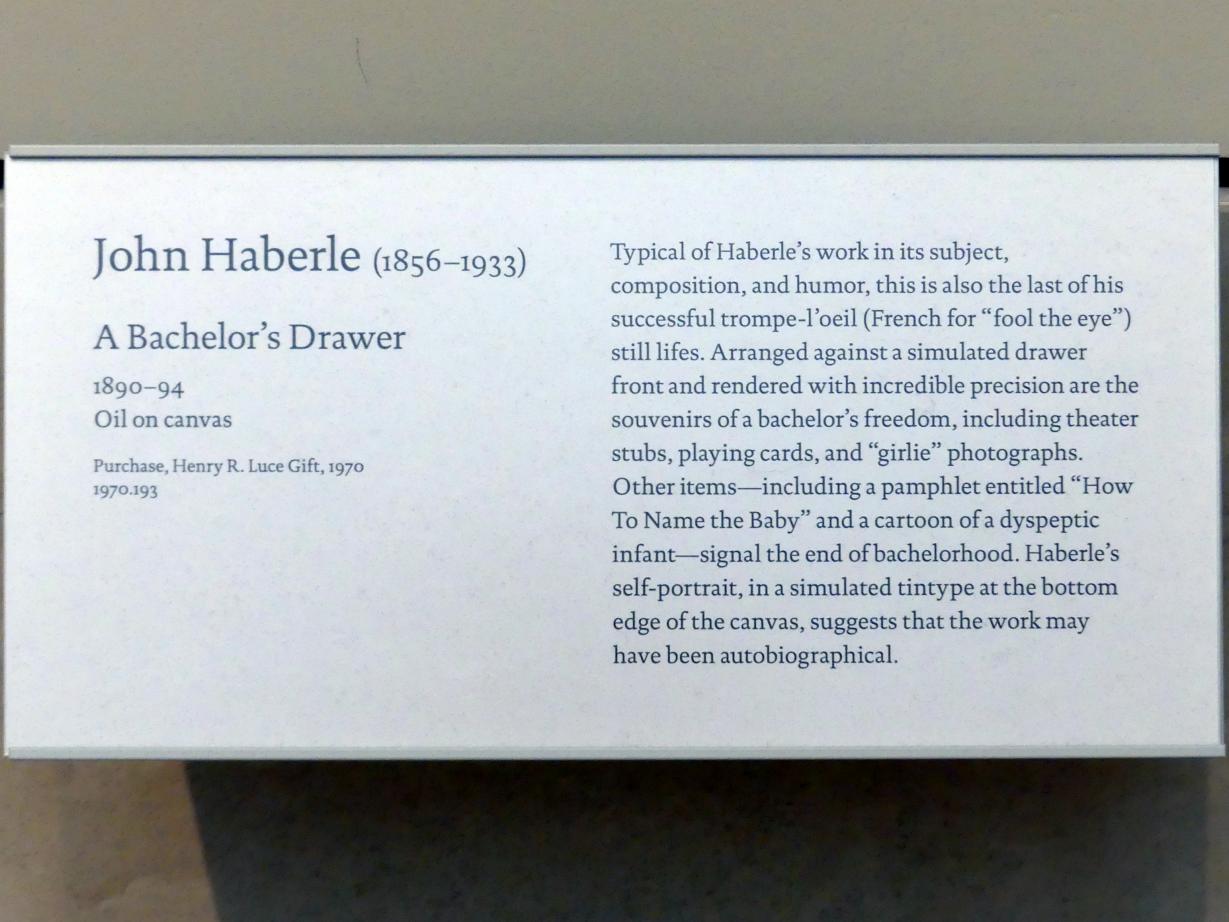 John Haberle (1856–1933)
A Bachelor’s Drawer
1890–94
Oil on canvas
Purchase, Henry R. Luce Gift, 1970
1970.193
Typical of Haberle’s work in its subject,
composition, and humor, this is also the last of his
successful trompe-l’oeil (French for “fool the eye”)
still lifes. Arranged against a simulated drawer
front and rendered with incredible precision are the
souvenirs of a bachelor’s freedom, including theater
stubs, playing cards, and “girlie” photographs.
Other items—including a pamphlet entitled “How
To Name the Baby” and a cartoon of a dyspeptic
infant—signal the end of bachelorhood. Haberle’s
self-portrait, in a simulated tintype at the bottom
edge of the canvas, suggests that the work may
have been autobiographical.